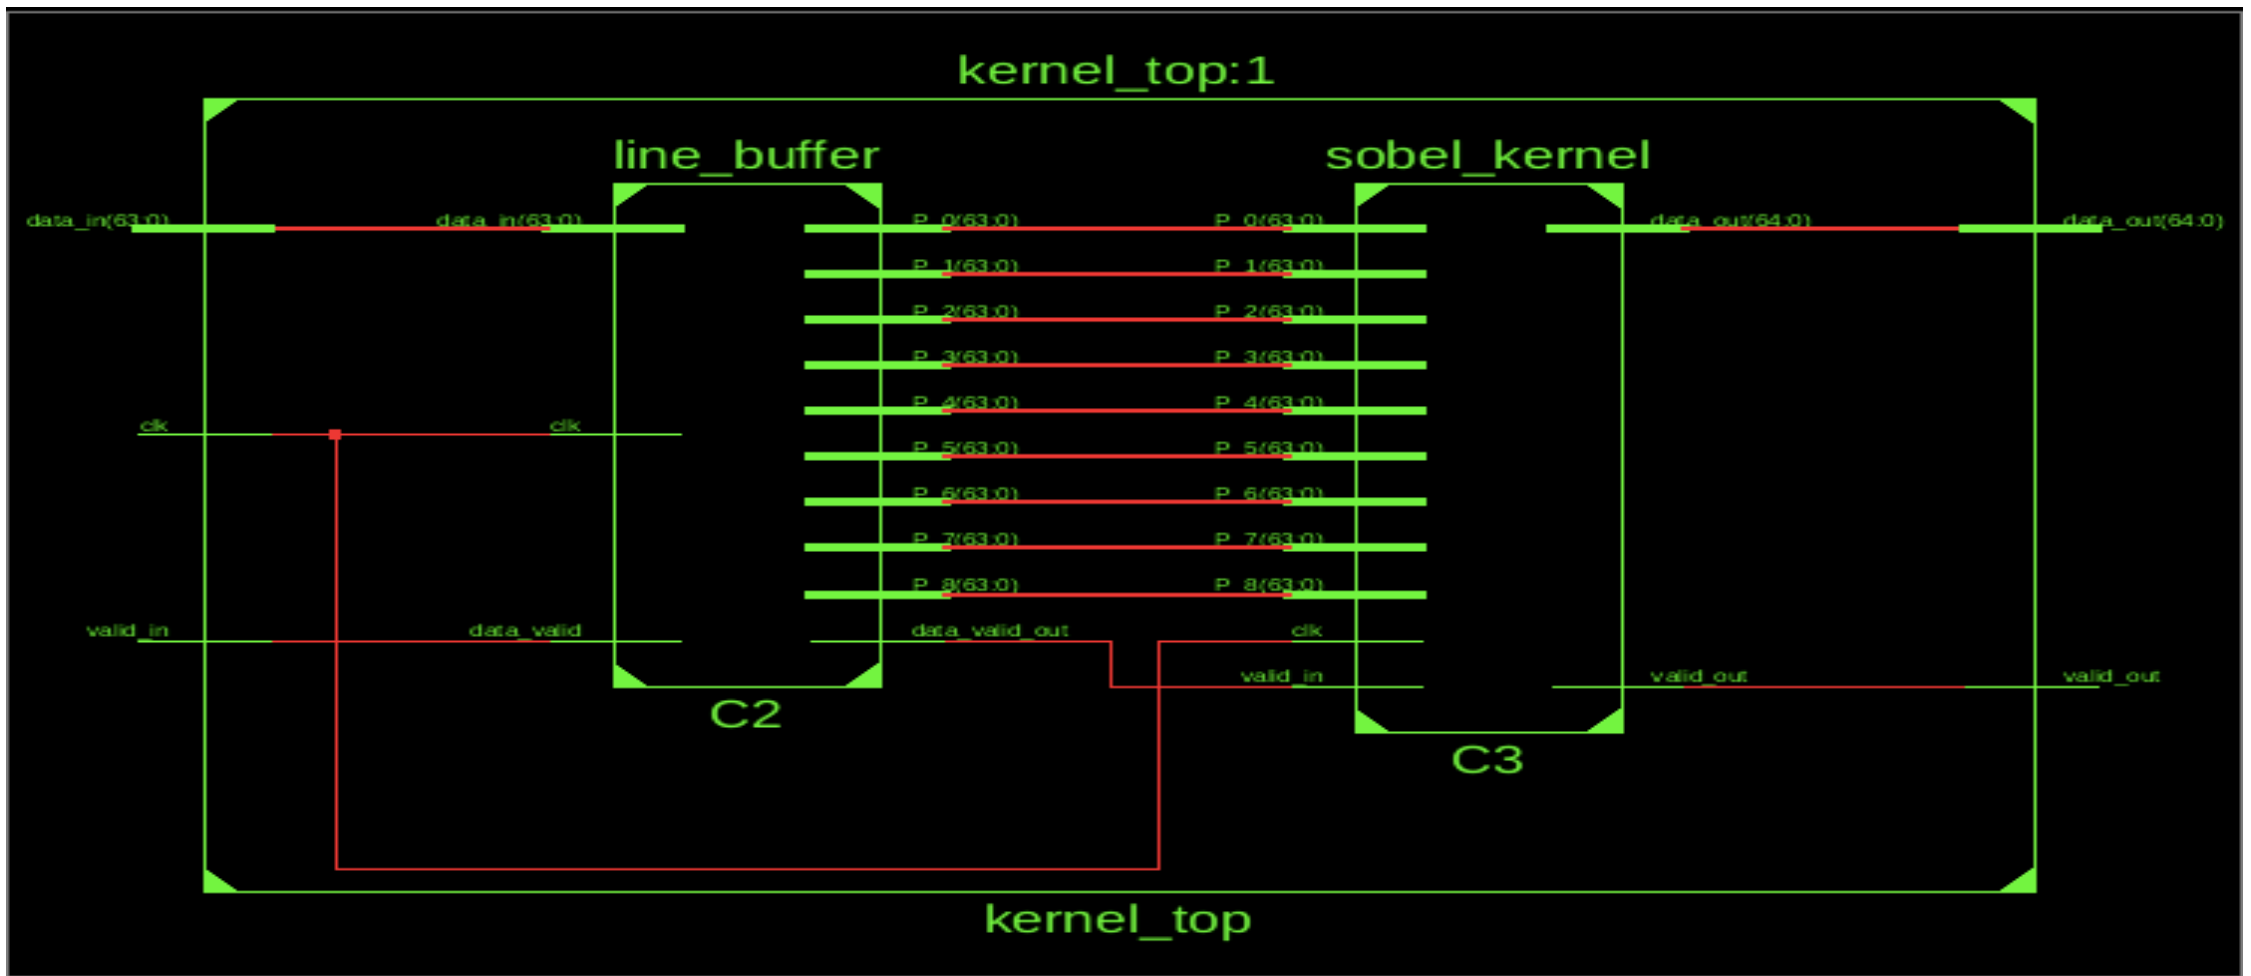 kernel_top:1
line_buffer sobel_kernel
data_in(63:0) data_in(63:0) P_0(63:0) P_0(63:0) data_out(64:0) data_out(64:0)
P_1(63:0) P_1(63:0)
P_2(63:0) P_2(63:0)
P_3(63:0) P_3(63:0)
P_4(63:0) P_4(63:0)
clk clk
P_5(63:0) P_5(63:0)
P_6(63:0) P_6(63:0)
P_7(63:0) P_7(63:0)
P_8(63:0) P_8(63:0)
valid_in data_valid data_valid_out clk
valid_in valid_out valid_out
C2
C3
kernel_top